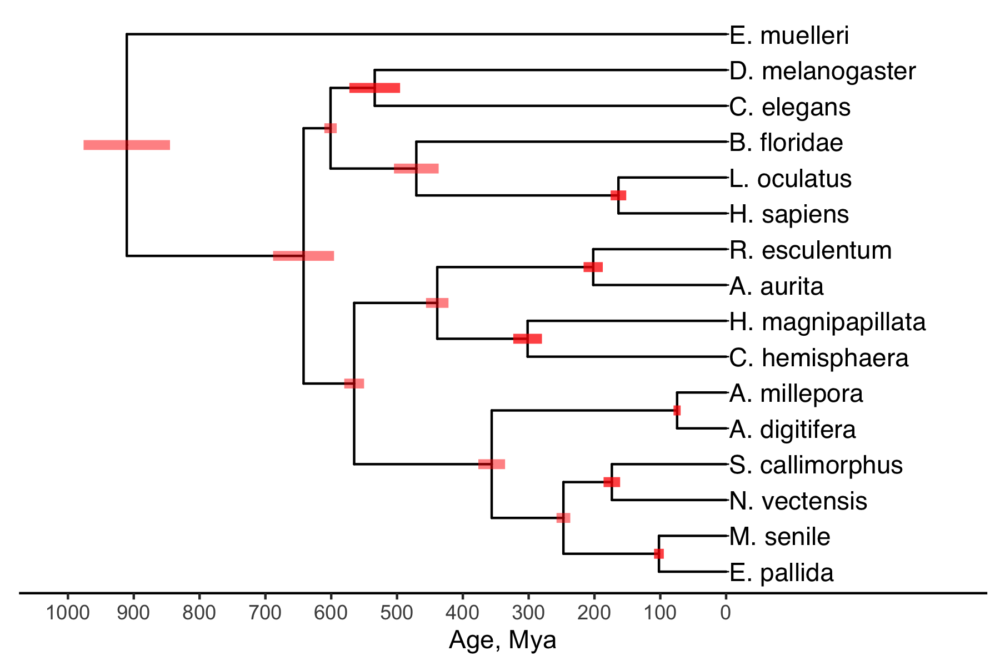 E. muelleri
D. melanogaster
C. elegans
B. floridae
L. oculatus
H. sapiens
R. esculentum
A. aurita
H. magnipapillata
C. hemisphaera
A. millepora
A. digitifera
S. callimorphus
N. vectensis
M. senile
E. pallida
1000 900 800 700 600 500 400 300 200 100 0
Age, Mya